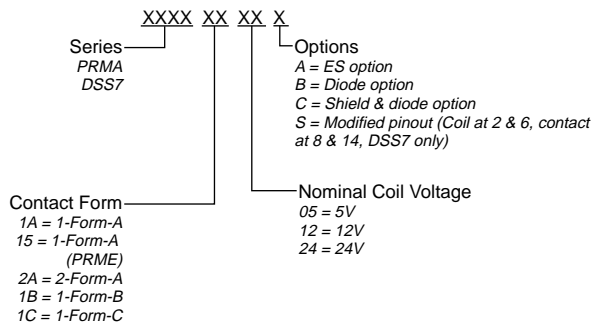 XXXX XX XX X
Series
PRMA
DSS7
Options
A = ES option
B = Diode option
C = Shield & diode option
S = Modified pinout (Coil at 2 & 6, contact
at 8 & 14, DSS7 only)
Contact Form
1A = 1-Form-A
15 = 1-Form-A
(PRME)
2A = 2-Form-A
1B = 1-Form-B
1C = 1-Form-C
Nominal Coil Voltage
05 = 5V
12 = 12V
24 = 24V